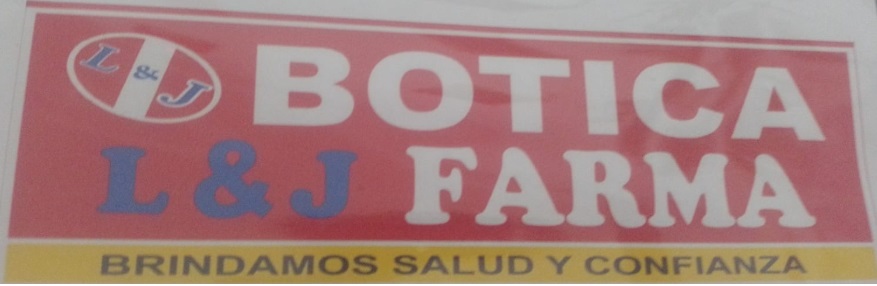 L & J
BOTICA
L & J FARMA
BRINDAMOS SALUD Y CONFIANZA